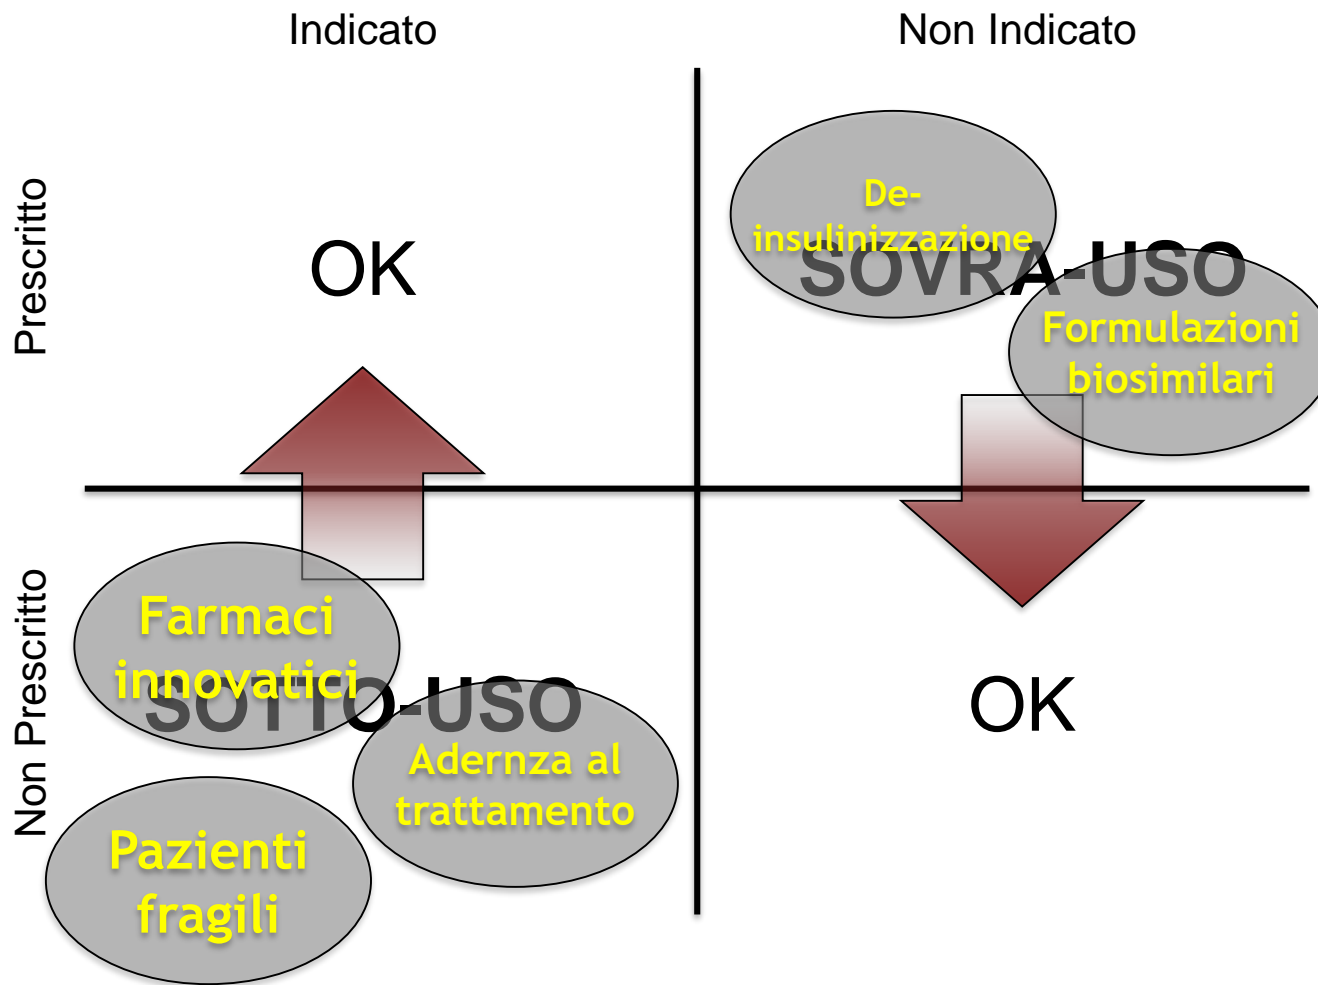 Indicato
Non Indicato
Prescritto
OK
De-
insulinizzazione
SOVRA-USO
Formulazioni
biosimilari
Non Prescritto
Farmaci
innovatici
SOTTO-USO
Adernza al
trattamento
Pazienti
fragili
OK